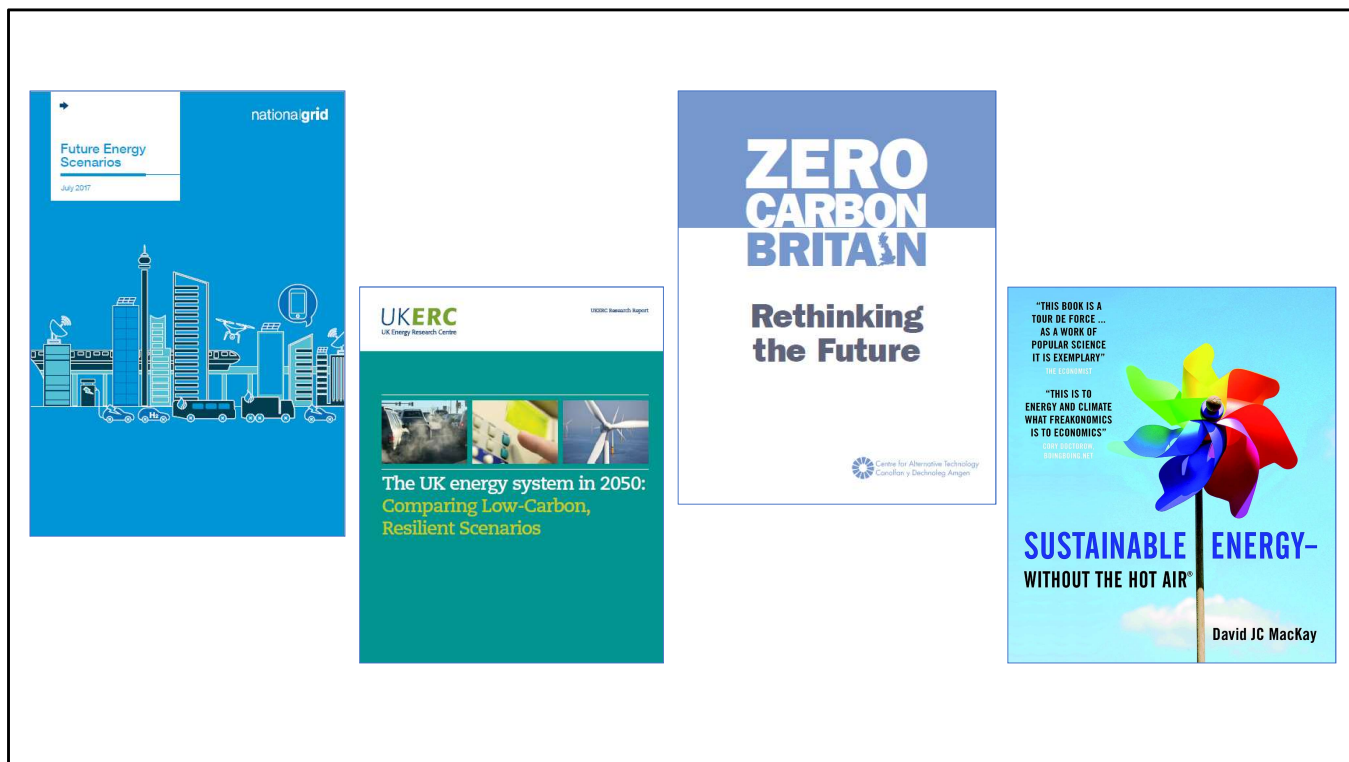 nationalgrid
Future Energy
Scenarios
July 2017
H₂
UKERC
UK Energy Research Centre
UKERC Research Report
The UK energy system in 2050:
Comparing Low-Carbon,
Resilient Scenarios
ZERO
CARBON
BRITAIN
Rethinking
the Future
Centre for Alternative Technology
Canolfan y Dechnoleg Amgen
"THIS BOOK IS A
TOUR DE FORCE ...
AS A WORK OF
POPULAR SCIENCE
IT IS EXEMPLARY"
THE ECONOMIST
"THIS IS TO
ENERGY AND CLIMATE
WHAT FREAKONOMICS
IS TO ECONOMICS"
CORY DOCTOROW,
BOINGBOING.NET
SUSTAINABLE ENERGY–
WITHOUT THE HOT AIR®
David JC MacKay